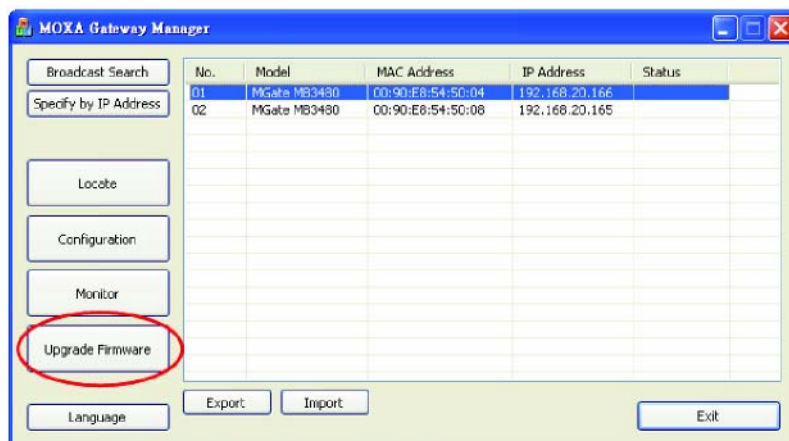 MOXA Gateway Manager
Broadcast Search
Specify by IP Address
Locate
Configuration
Monitor
Upgrade Firmware
Language
No. Model MAC Address IP Address Status
01 MGate MB3480 00:90:E8:54:50:04 192.168.20.166
02 MGate MB3480 00:90:E8:54:50:08 192.168.20.165
Export Import
Exit